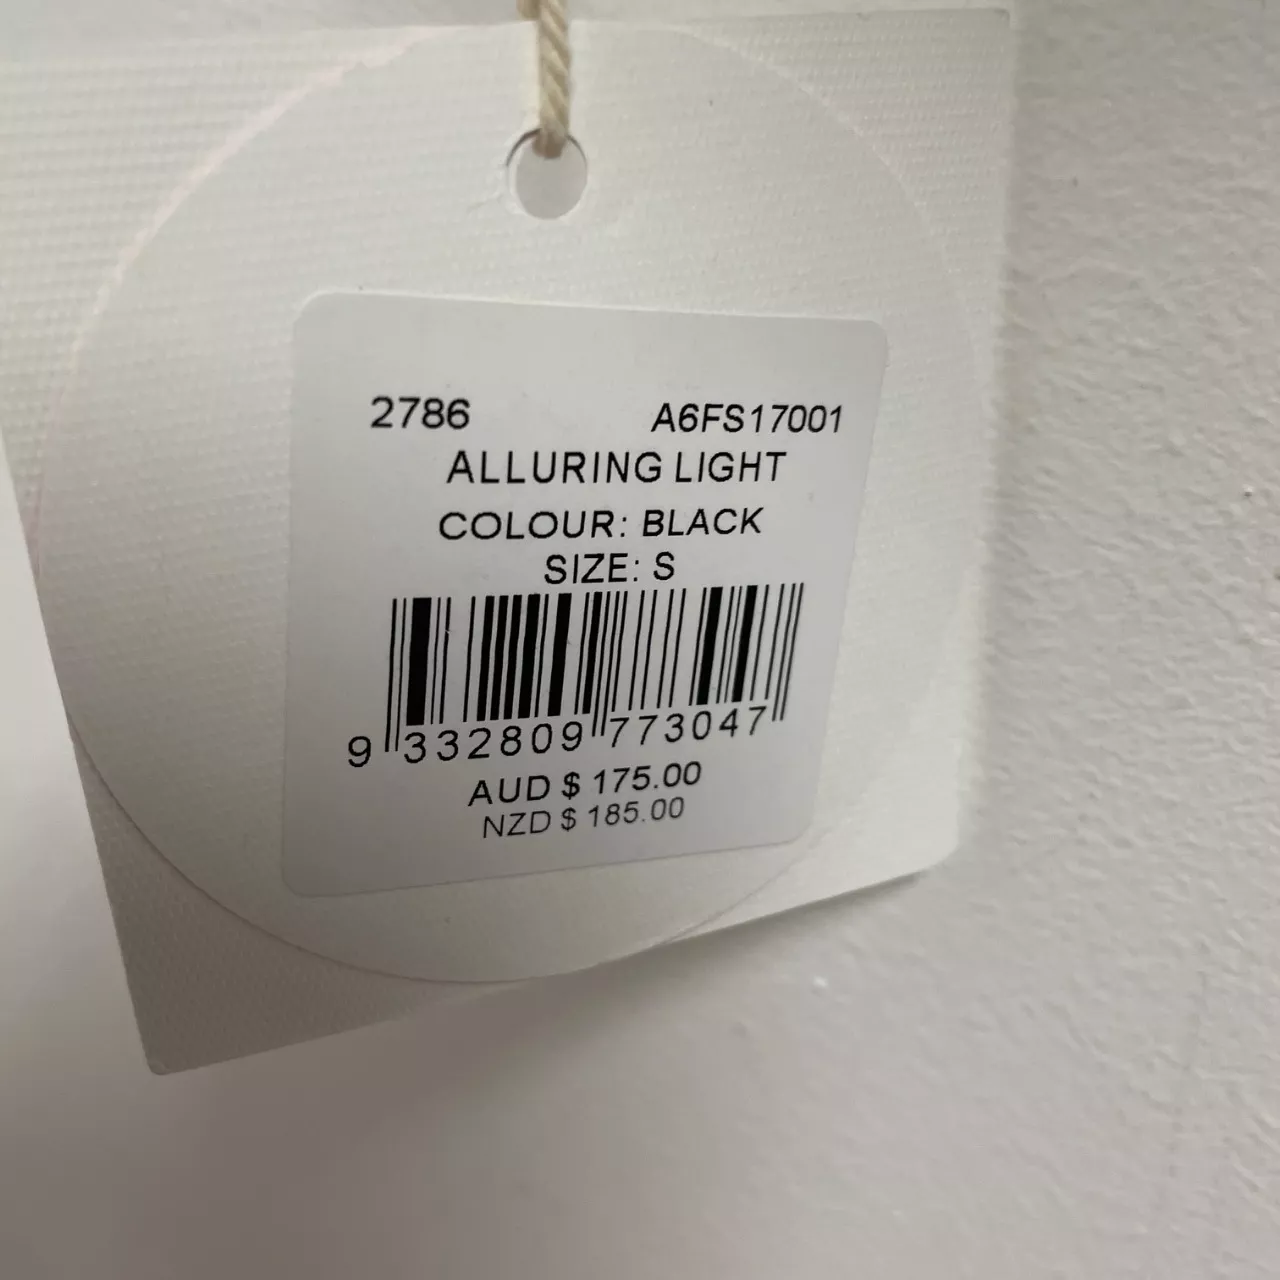 2786 A6FS17001
ALLURING LIGHT
COLOUR: BLACK
SIZE: S
9 332809 773047
AUD $ 175.00
NZD $ 185.00